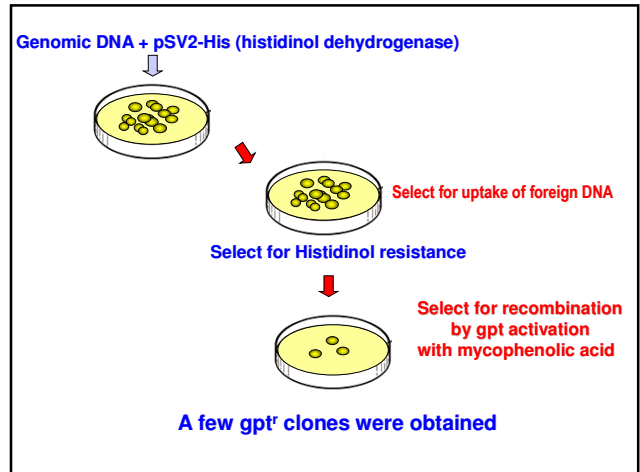 Genomic DNA + pSV2-His (histidinol dehydrogenase)
Select for uptake of foreign DNA
Select for Histidinol resistance
Select for recombination
by gpt activation
with mycophenolic acid
A few gptʳ clones were obtained